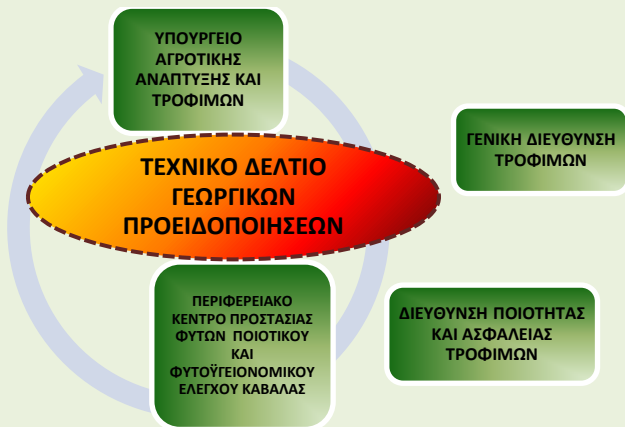 ΥΠΟΥΡΓΕΙΟ
ΑΓΡΟΤΙΚΗΣ
ΑΝΑΠΤΥΞΗΣ ΚΑΙ
ΤΡΟΦΙΜΩΝ
ΓΕΝΙΚΗ ΔΙΕΥΘΥΝΣΗ
ΤΡΟΦΙΜΩΝ
ΤΕΧΝΙΚΟ ΔΕΛΤΙΟ
ΓΕΩΡΓΙΚΩΝ
ΠΡΟΕΙΔΟΠΟΙΗΣΕΩΝ
ΠΕΡΙΦΕΡΕΙΑΚΟ
ΚΕΝΤΡΟ ΠΡΟΣΤΑΣΙΑΣ
ΦΥΤΩΝ ΠΟΙΟΤΙΚΟΥ
ΚΑΙ
ΦΥΤΟΫΓΕΙΟΝΟΜΙΚΟΥ
ΕΛΕΓΧΟΥ ΚΑΒΑΛΑΣ
ΔΙΕΥΘΥΝΣΗ ΠΟΙΟΤΗΤΑΣ
ΚΑΙ ΑΣΦΑΛΕΙΑΣ
ΤΡΟΦΙΜΩΝ